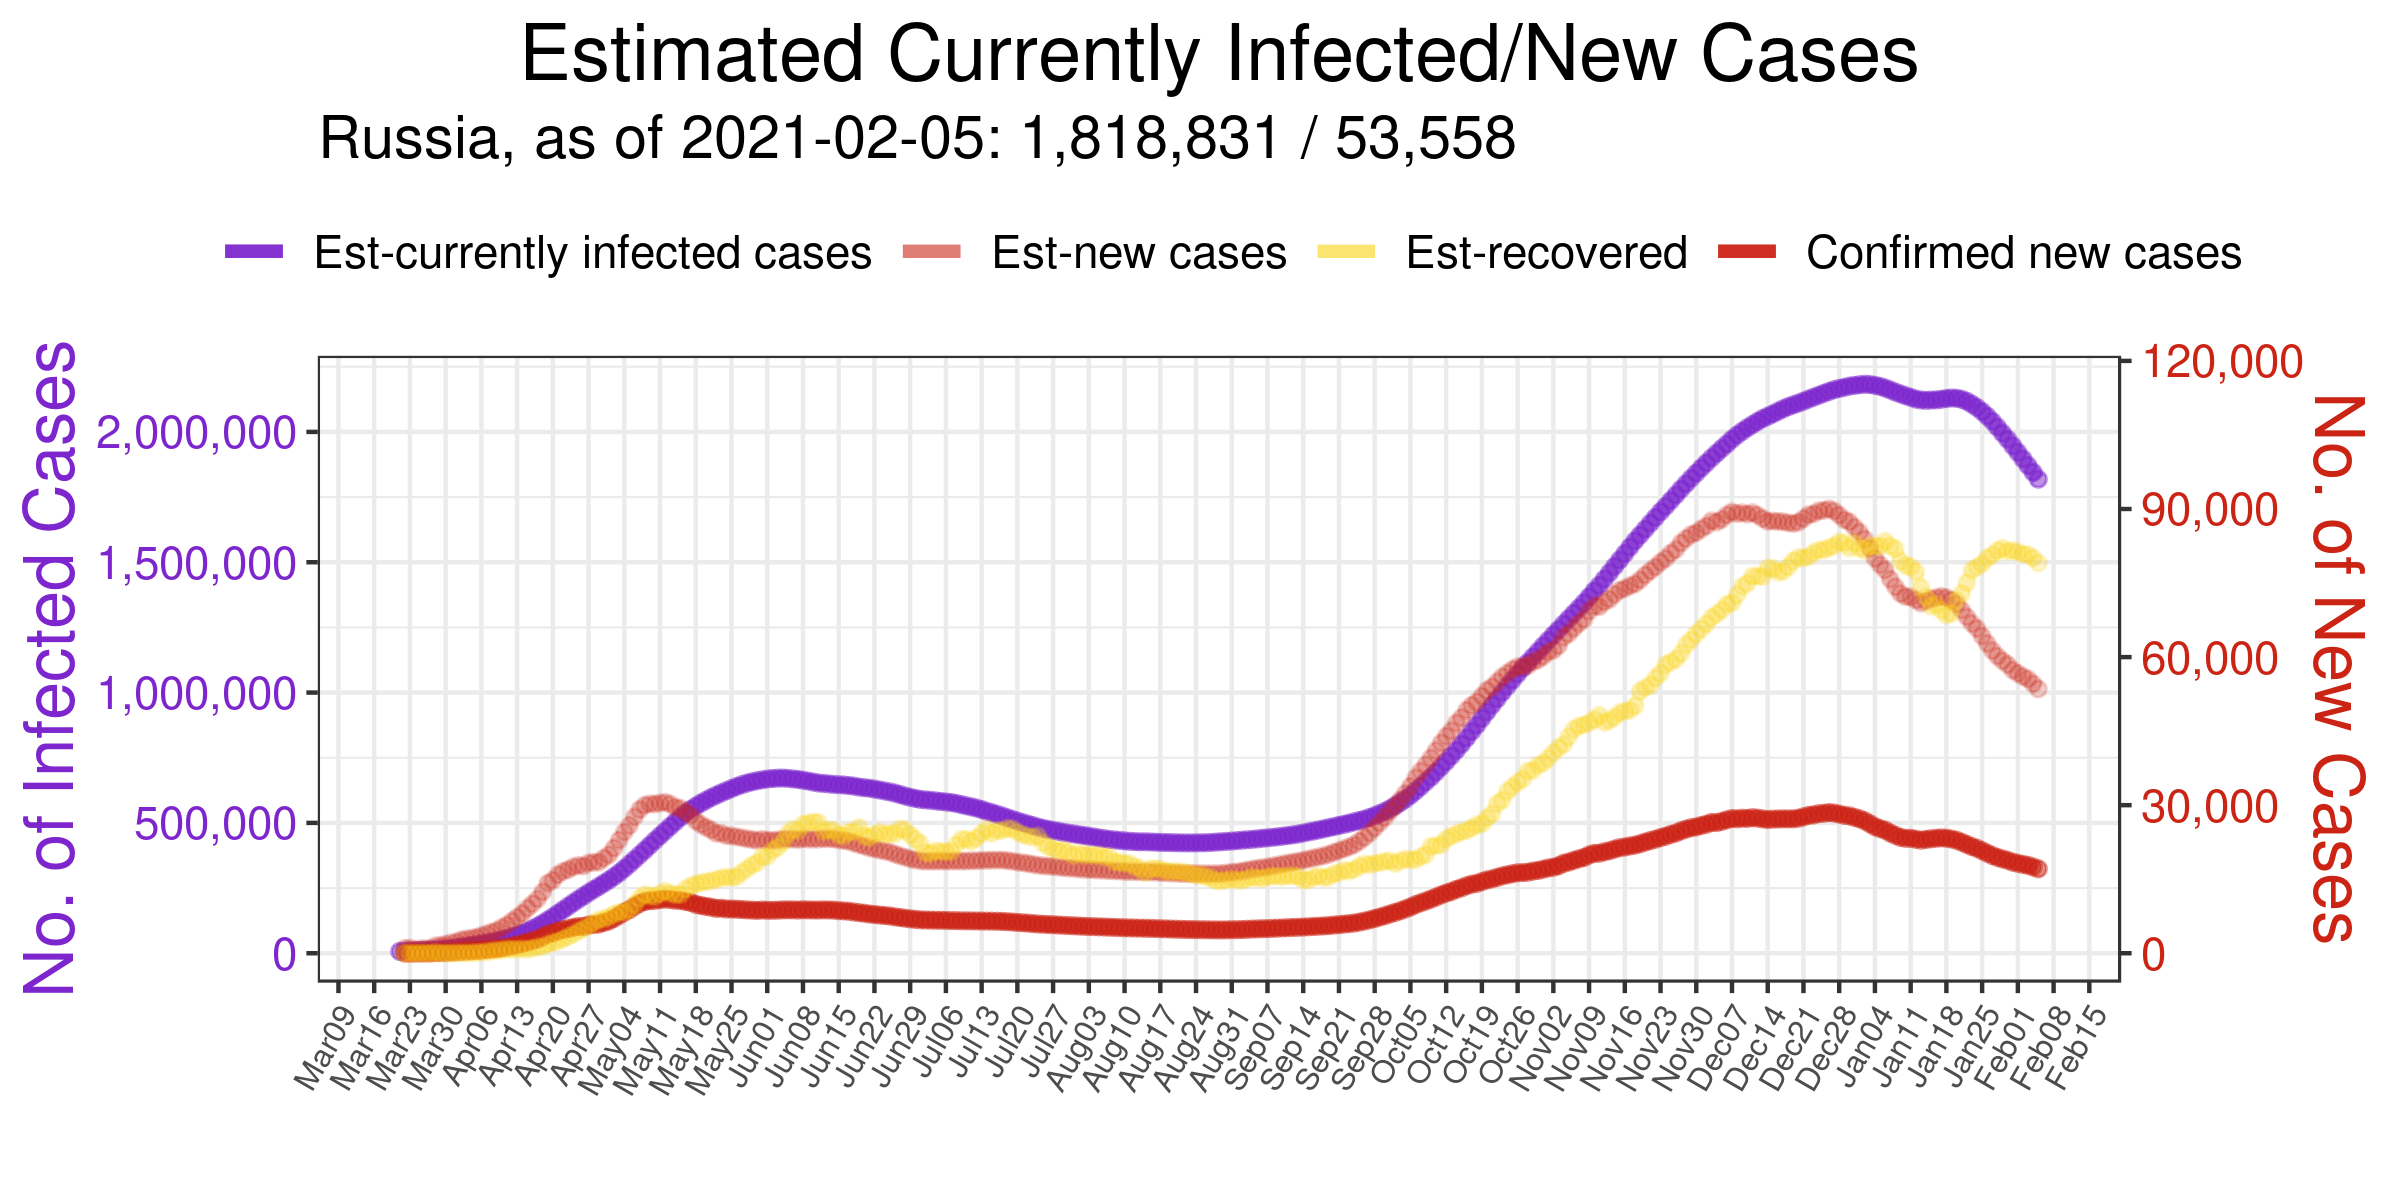 Estimated Currently Infected/New Cases
Russia, as of 2021-02-05: 1,818,831 / 53,558
Est-currently infected cases Est-new cases Est-recovered Confirmed new cases
No. of Infected Cases
2,000,000
1,500,000
1,000,000
500,000
0
120,000
90,000
60,000
30,000
0
No. of New Cases
Mar09 Mar16 Mar23 Mar30 Apr06 Apr13 Apr20 Apr27 May04 May11 May18 May25 Jun01 Jun08 Jun15 Jun22 Jun29 Jul06 Jul13 Jul20 Jul27 Aug03 Aug10 Aug17 Aug24 Aug31 Sep07 Sep14 Sep21 Sep28 Oct05 Oct12 Oct19 Oct26 Nov02 Nov09 Nov16 Nov23 Nov30 Dec07 Dec14 Dec21 Dec28 Jan04 Jan11 Jan18 Jan25 Feb01 Feb08 Feb15